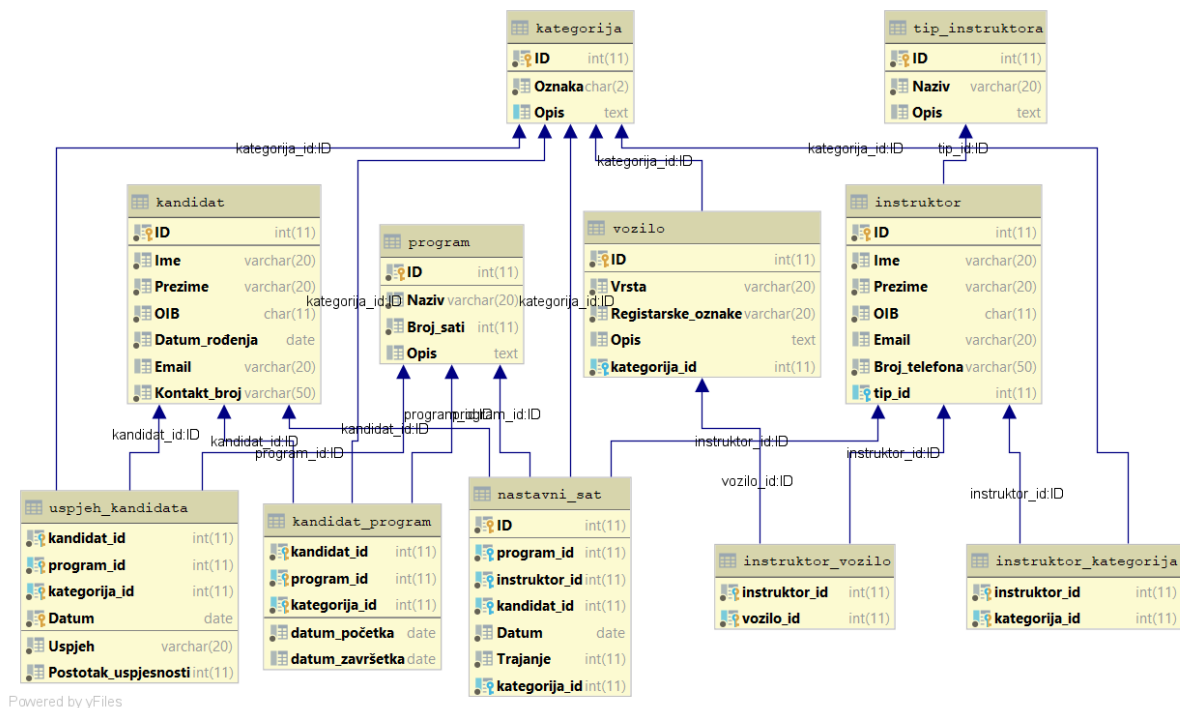 kategorija
ID int(11)
Oznaka char(2)
Opis text
tip_instruktora
ID int(11)
Naziv varchar(20)
Opis text
kategorija_id:ID
kategorija_id:ID
kategorija_id:ID
tip_id:ID
kandidat
ID int(11)
Ime varchar(20)
Prezime varchar(20)
OIB char(11)
Datum_rođenja date
Email varchar(20)
Kontakt_broj varchar(50)
program
ID int(11)
Naziv varchar(20)
Broj_sati int(11)
Opis text
kategorija_id:ID
kategorija_id:ID
vozilo
ID int(11)
Vrsta varchar(20)
Registarske_oznake varchar(20)
Opis text
kategorija_id int(11)
instruktor
ID int(11)
Ime varchar(20)
Prezime varchar(20)
OIB char(11)
Email varchar(20)
Broj_telefona varchar(50)
tip_id int(11)
kandidat_id:ID
kandidat_id:ID
kandidat_id:ID
program_id:ID
program_id:ID
program_id:ID
instruktor_id:ID
instruktor_id:ID
vozilo_id:ID
instruktor_id:ID
uspjeh_kandidata
kandidat_id int(11)
program_id int(11)
kategorija_id int(11)
Datum date
Uspjeh varchar(20)
Postotak_uspjesnosti int(11)
kandidat_program
kandidat_id int(11)
program_id int(11)
kategorija_id int(11)
datum_početka date
datum_završetka date
nastavni_sat
ID int(11)
program_id int(11)
instruktor_id int(11)
kandidat_id int(11)
Datum date
Trajanje int(11)
kategorija_id int(11)
instruktor_vozilo
instruktor_id int(11)
vozilo_id int(11)
instruktor_kategorija
instruktor_id int(11)
kategorija_id int(11)
Powered by yFiles